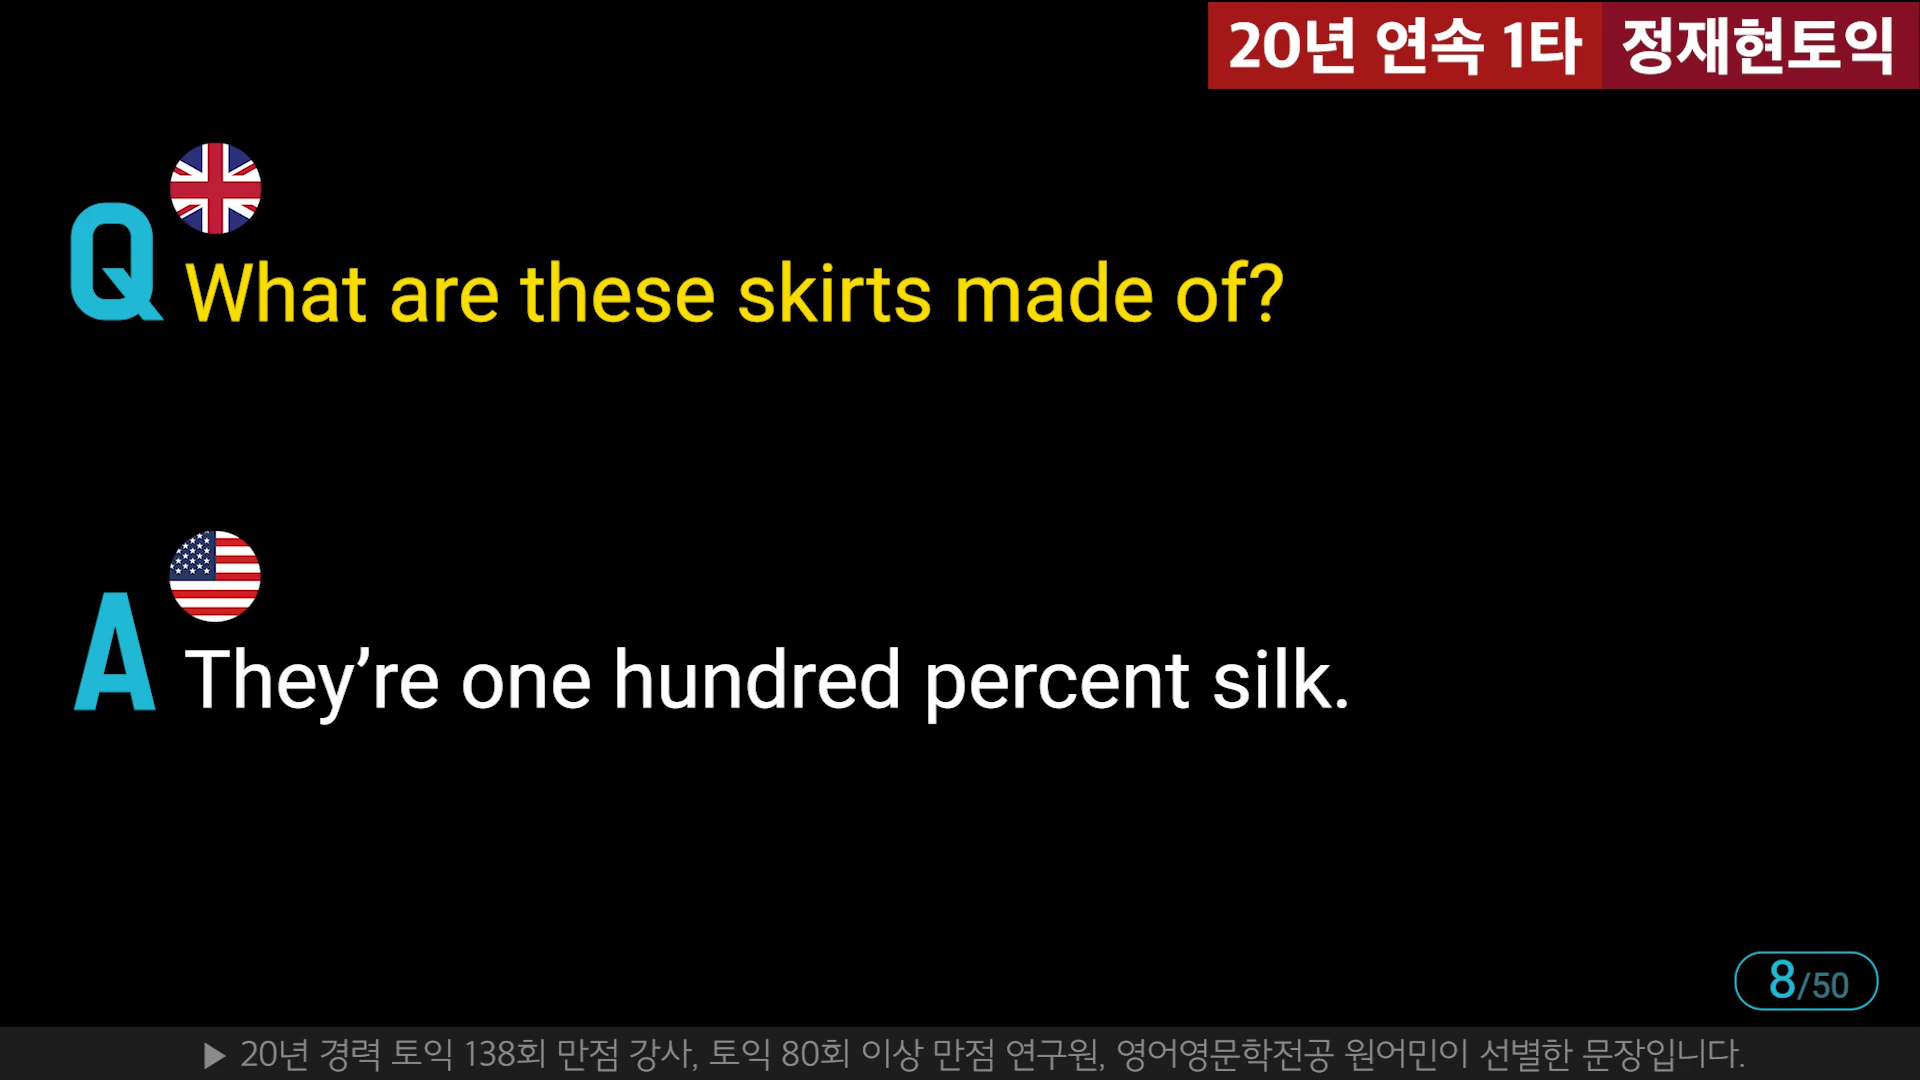 20년 연속 1타 정재현토익
Q What are these skirts made of?
A They’re one hundred percent silk.
8/50
▶ 20년 경력 토익 138회 만점 강사, 토익 80회 이상 만점 연구원, 영어영문학전공 원어민이 선별한 문장입니다.